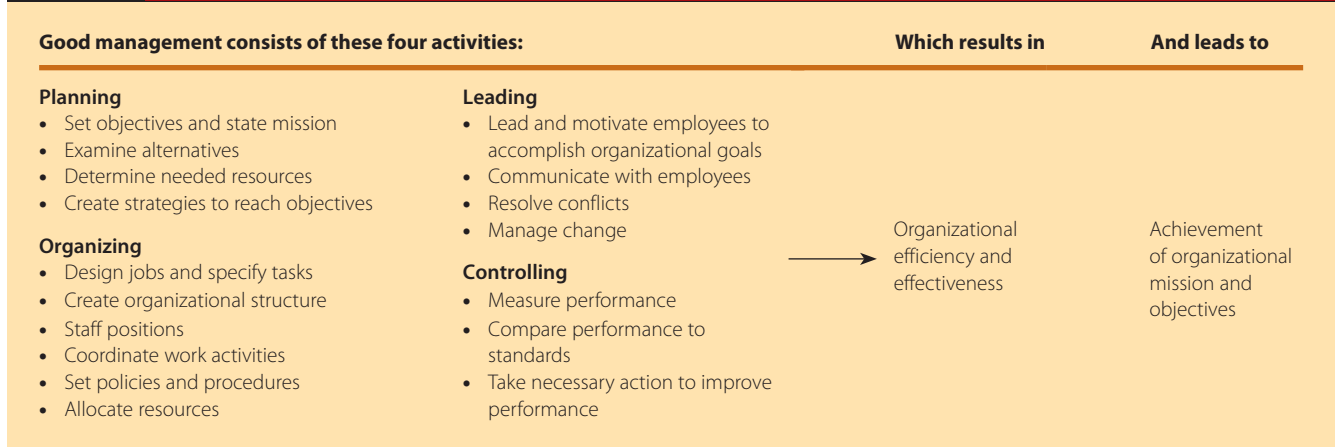 Good management consists of these four activities:
Which results in
And leads to
Planning
• Set objectives and state mission
• Examine alternatives
• Determine needed resources
• Create strategies to reach objectives
Organizing
• Design jobs and specify tasks
• Create organizational structure
• Staff positions
• Coordinate work activities
• Set policies and procedures
• Allocate resources
Leading
• Lead and motivate employees to
accomplish organizational goals
• Communicate with employees
• Resolve conflicts
• Manage change
Controlling
• Measure performance
• Compare performance to
standards
• Take necessary action to improve
performance
Organizational
efficiency and
effectiveness
Achievement
of organizational
mission and
objectives